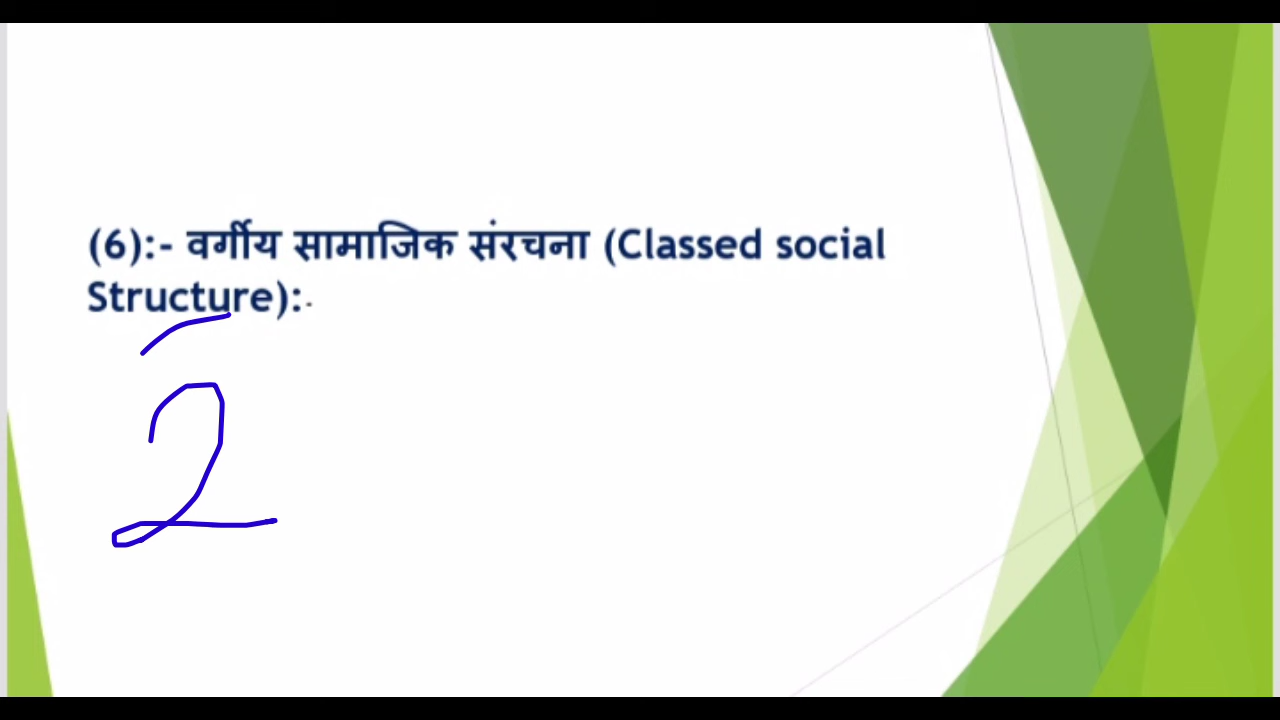 (6):- वर्गीय सामाजिक संरचना (Classed social
Structure):-
2